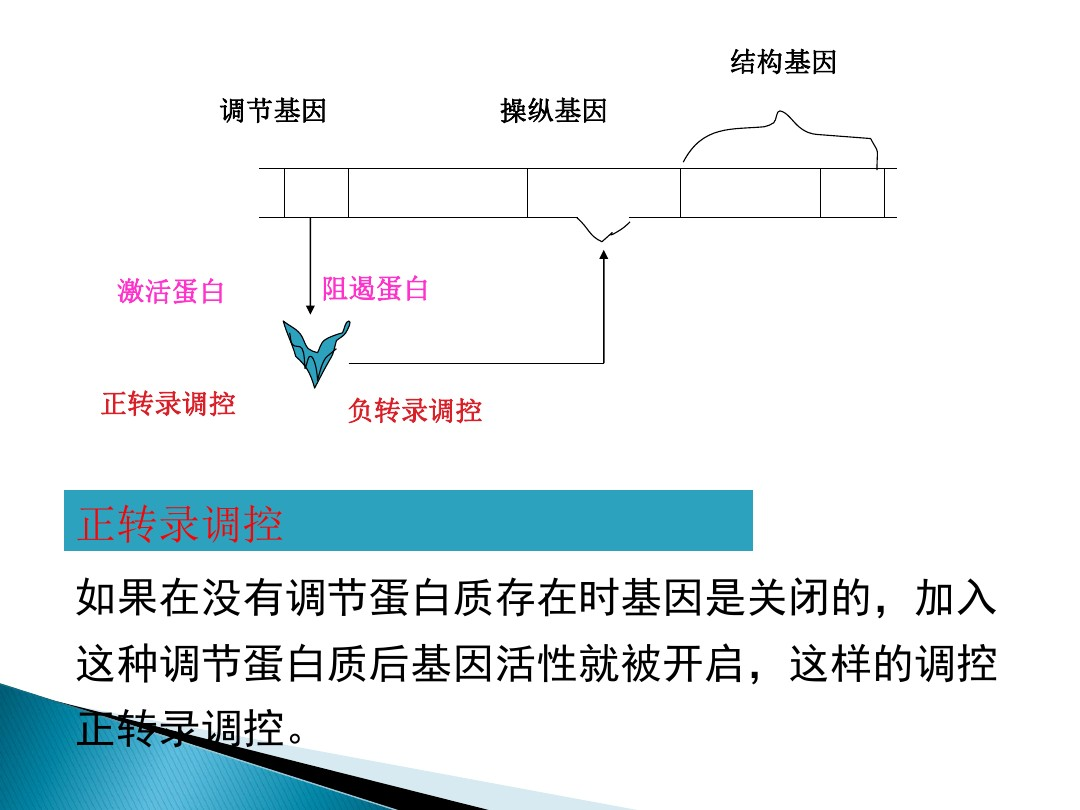 结构基因
调节基因
操纵基因
激活蛋白
阻遏蛋白
正转录调控
负转录调控
正转录调控
如果在没有调节蛋白质存在时基因是关闭的，加入
这种调节蛋白质后基因活性就被开启，这样的调控
正转录调控。